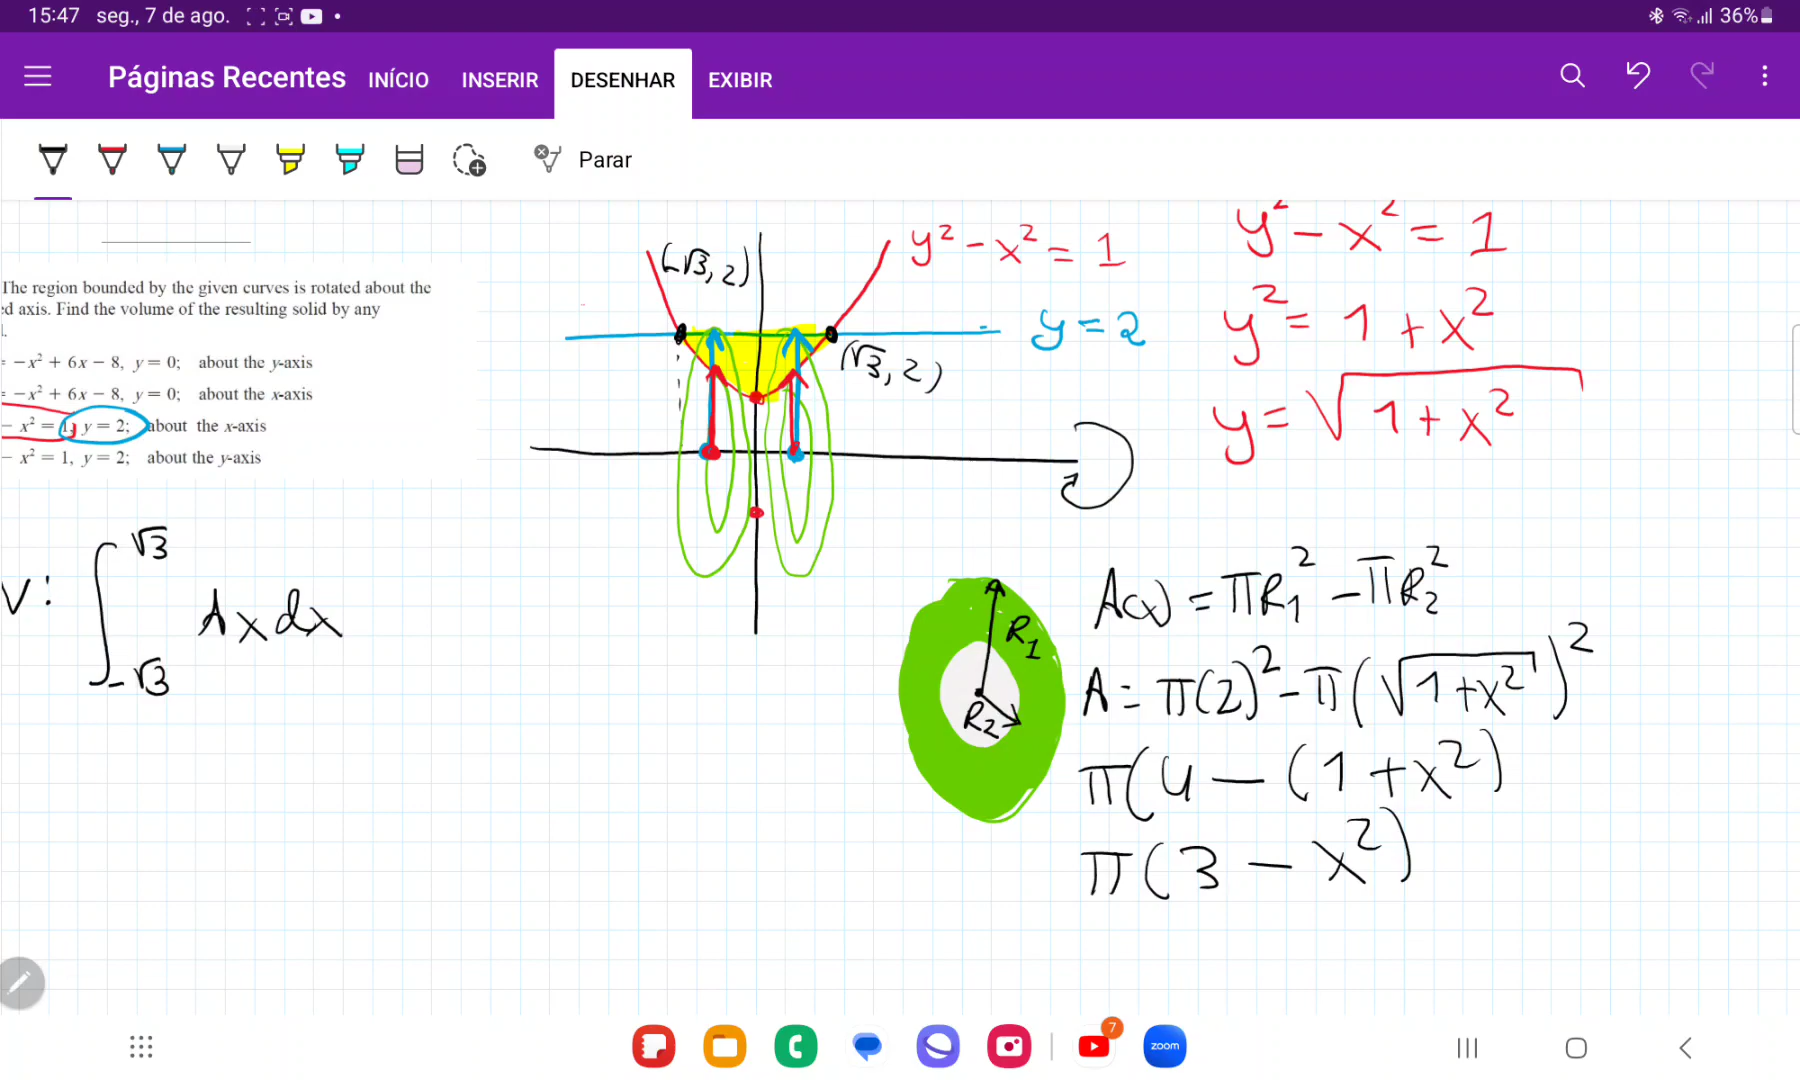 15:47 seg., 7 de ago.
36%
Páginas Recentes INÍCIO INSERIR DESENHAR EXIBIR
Parar
The region bounded by the given curves is rotated about the
ed axis. Find the volume of the resulting solid by any
= −x² + 6x − 8, y = 0; about the y-axis
= −x² + 6x − 8, y = 0; about the x-axis
− x² = 1, y = 2; about the x-axis
− x² = 1, y = 2; about the y-axis
(-√3, 2)
y² - x² = 1
y = 2
(√3, 2)
y² - x² = 1
y² = 1 + x²
y = √1 + x²
V: ∫ √3 -√3 Ax dx
R1
R2
A(x) = πR1² - πR2²
A = π(2)² - π(√1+x²)²
π(4 - (1 + x²)
π(3 - x²)
7
zoom